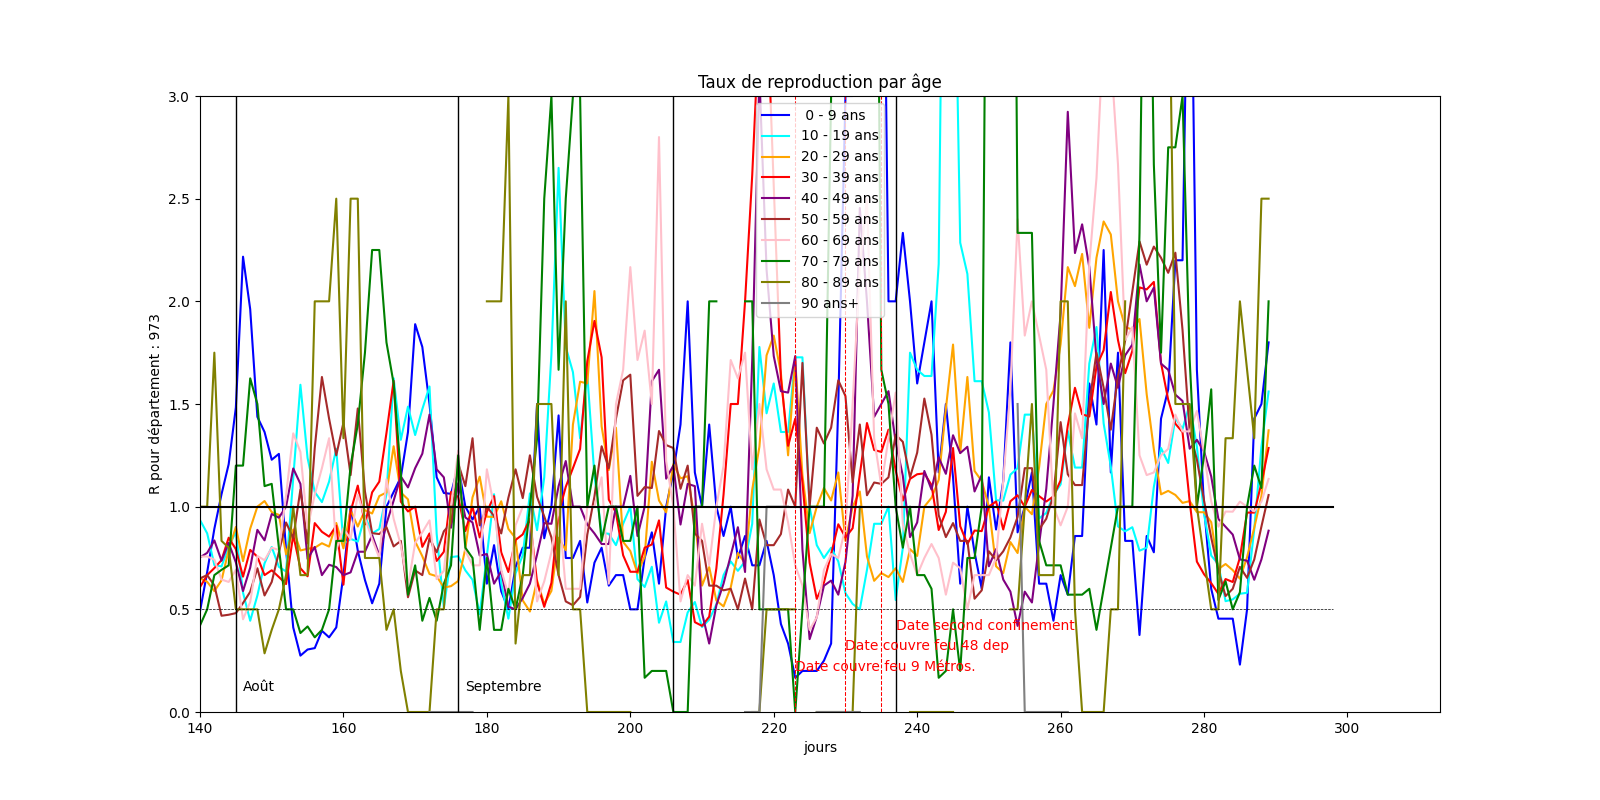 Taux de reproduction par âge
3.0
2.5
2.0
1.5
1.0
0.5
0.0
R pour département : 973
0 - 9 ans
10 - 19 ans
20 - 29 ans
30 - 39 ans
40 - 49 ans
50 - 59 ans
60 - 69 ans
70 - 79 ans
80 - 89 ans
90 ans+
Date second confinement
Date couvre feu 48 dep
Date couvre feu 9 Métros.
Août
Septembre
140 160 180 200 220 240 260 280 300
jours